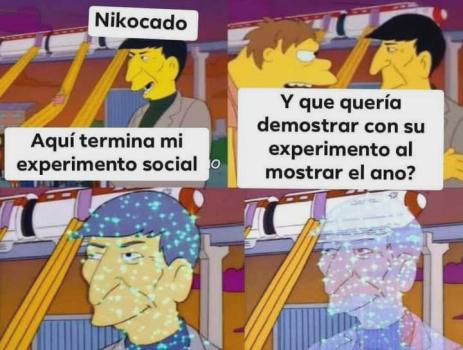 Nikocado
Aquí termina mi
experimento social
o
Y que quería
demostrar con su
experimento al
mostrar el ano?